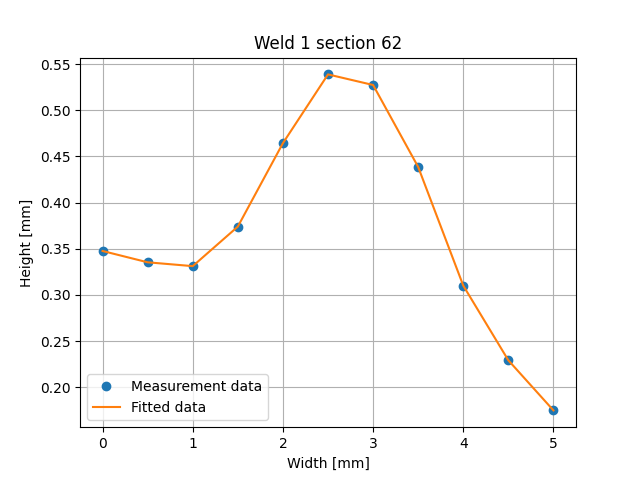 Weld 1 section 62
0.55
0.50
0.45
0.40
0.35
0.30
0.25
0.20
Height [mm]
Measurement data
Fitted data
0 1 2 3 4 5
Width [mm]